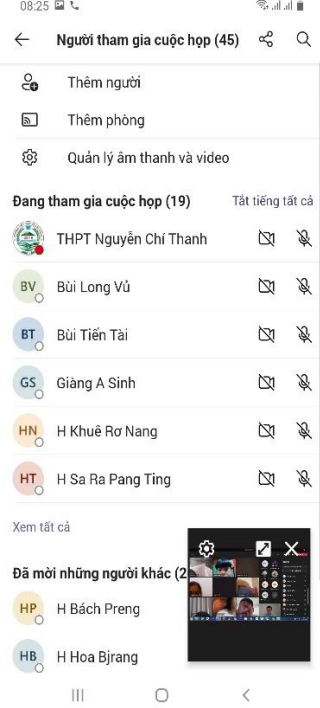 08:25
Người tham gia cuộc họp (45)
Thêm người
Thêm phòng
Quản lý âm thanh và video
Đang tham gia cuộc họp (19) Tắt tiếng tất cả
THPT Nguyễn Chí Thanh
BV Bùi Long Vủ
BT Bùi Tiến Tài
GS Giàng A Sinh
HN H Khuê Rơ Nang
HT H Sa Ra Pang Ting
Xem tất cả
Đã mời những người khác (2
HP H Bách Preng
HB H Hoa Bjrang